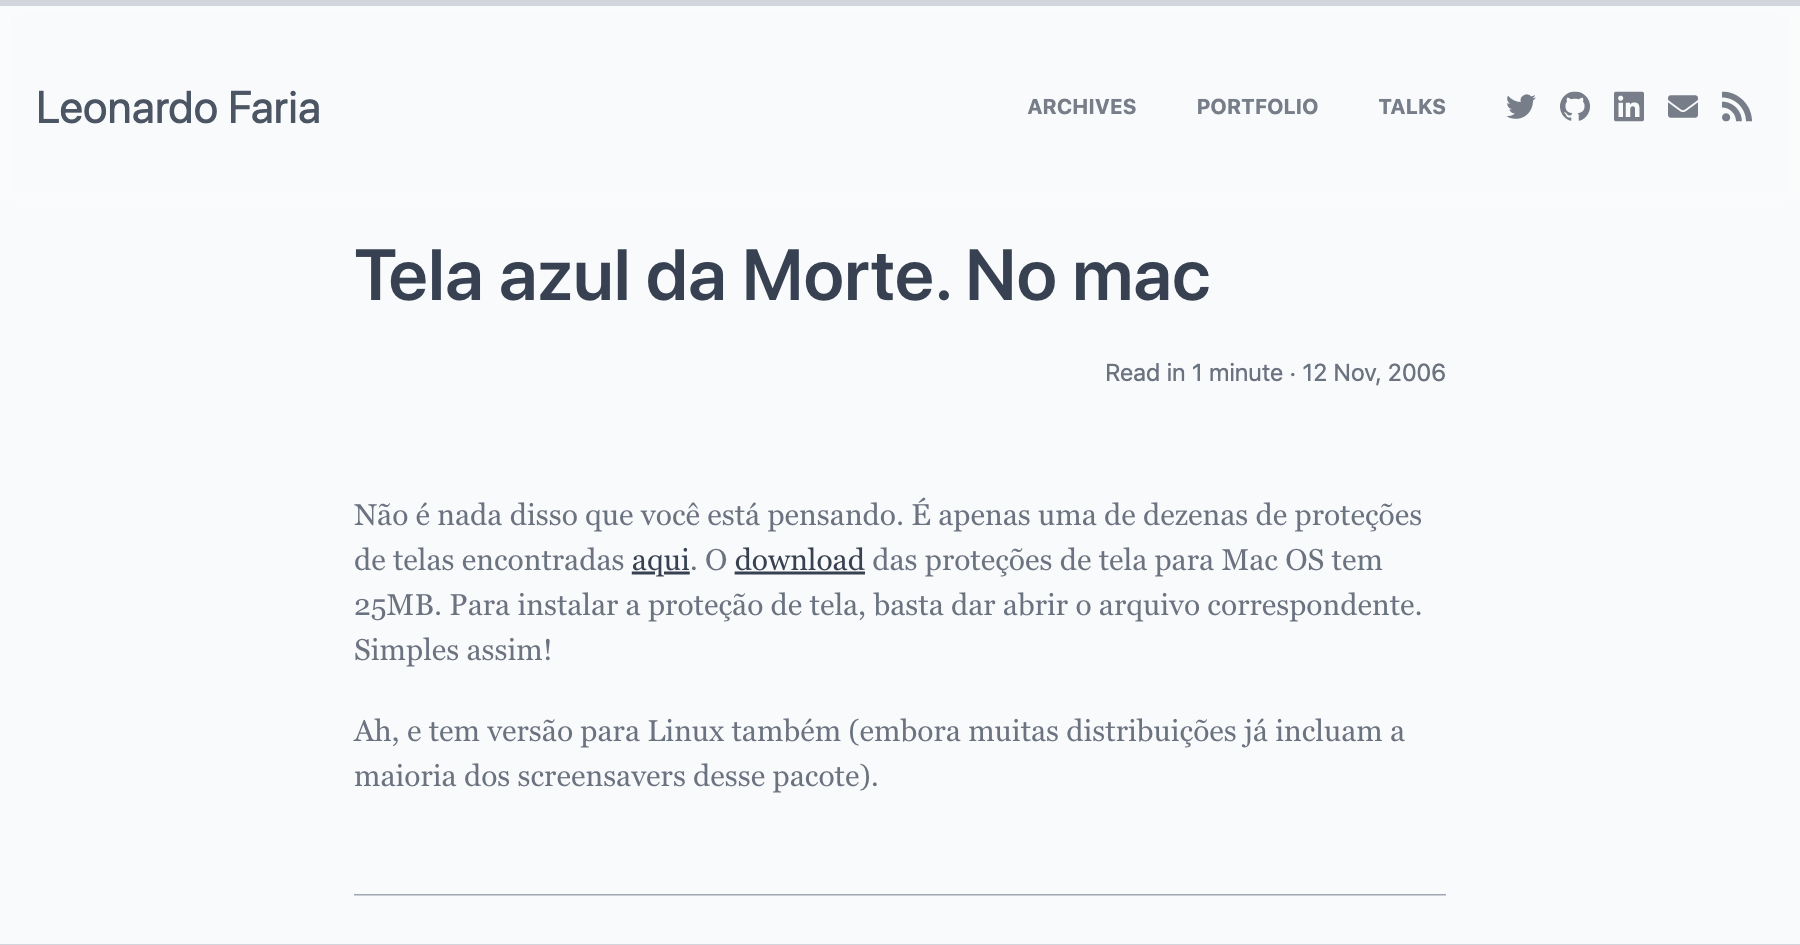 Leonardo Faria
ARCHIVES PORTFOLIO TALKS
Tela azul da Morte. No mac
Read in 1 minute · 12 Nov, 2006
Não é nada disso que você está pensando. É apenas uma de dezenas de proteções
de telas encontradas aqui. O download das proteções de tela para Mac OS tem
25MB. Para instalar a proteção de tela, basta dar abrir o arquivo correspondente.
Simples assim!
Ah, e tem versão para Linux também (embora muitas distribuições já incluam a
maioria dos screensavers desse pacote).